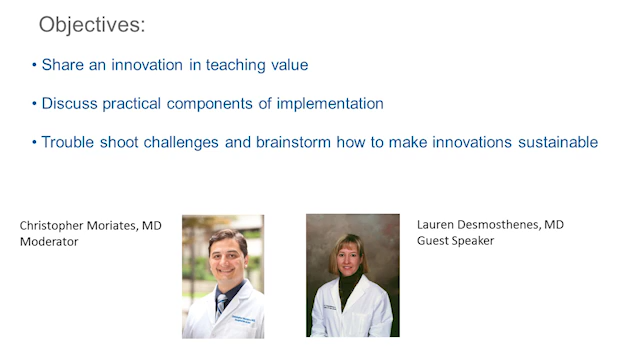 Objectives:
• Share an innovation in teaching value
• Discuss practical components of implementation
• Trouble shoot challenges and brainstorm how to make innovations sustainable
Christopher Moriates, MD
Moderator
Lauren Desmosthenes, MD
Guest Speaker